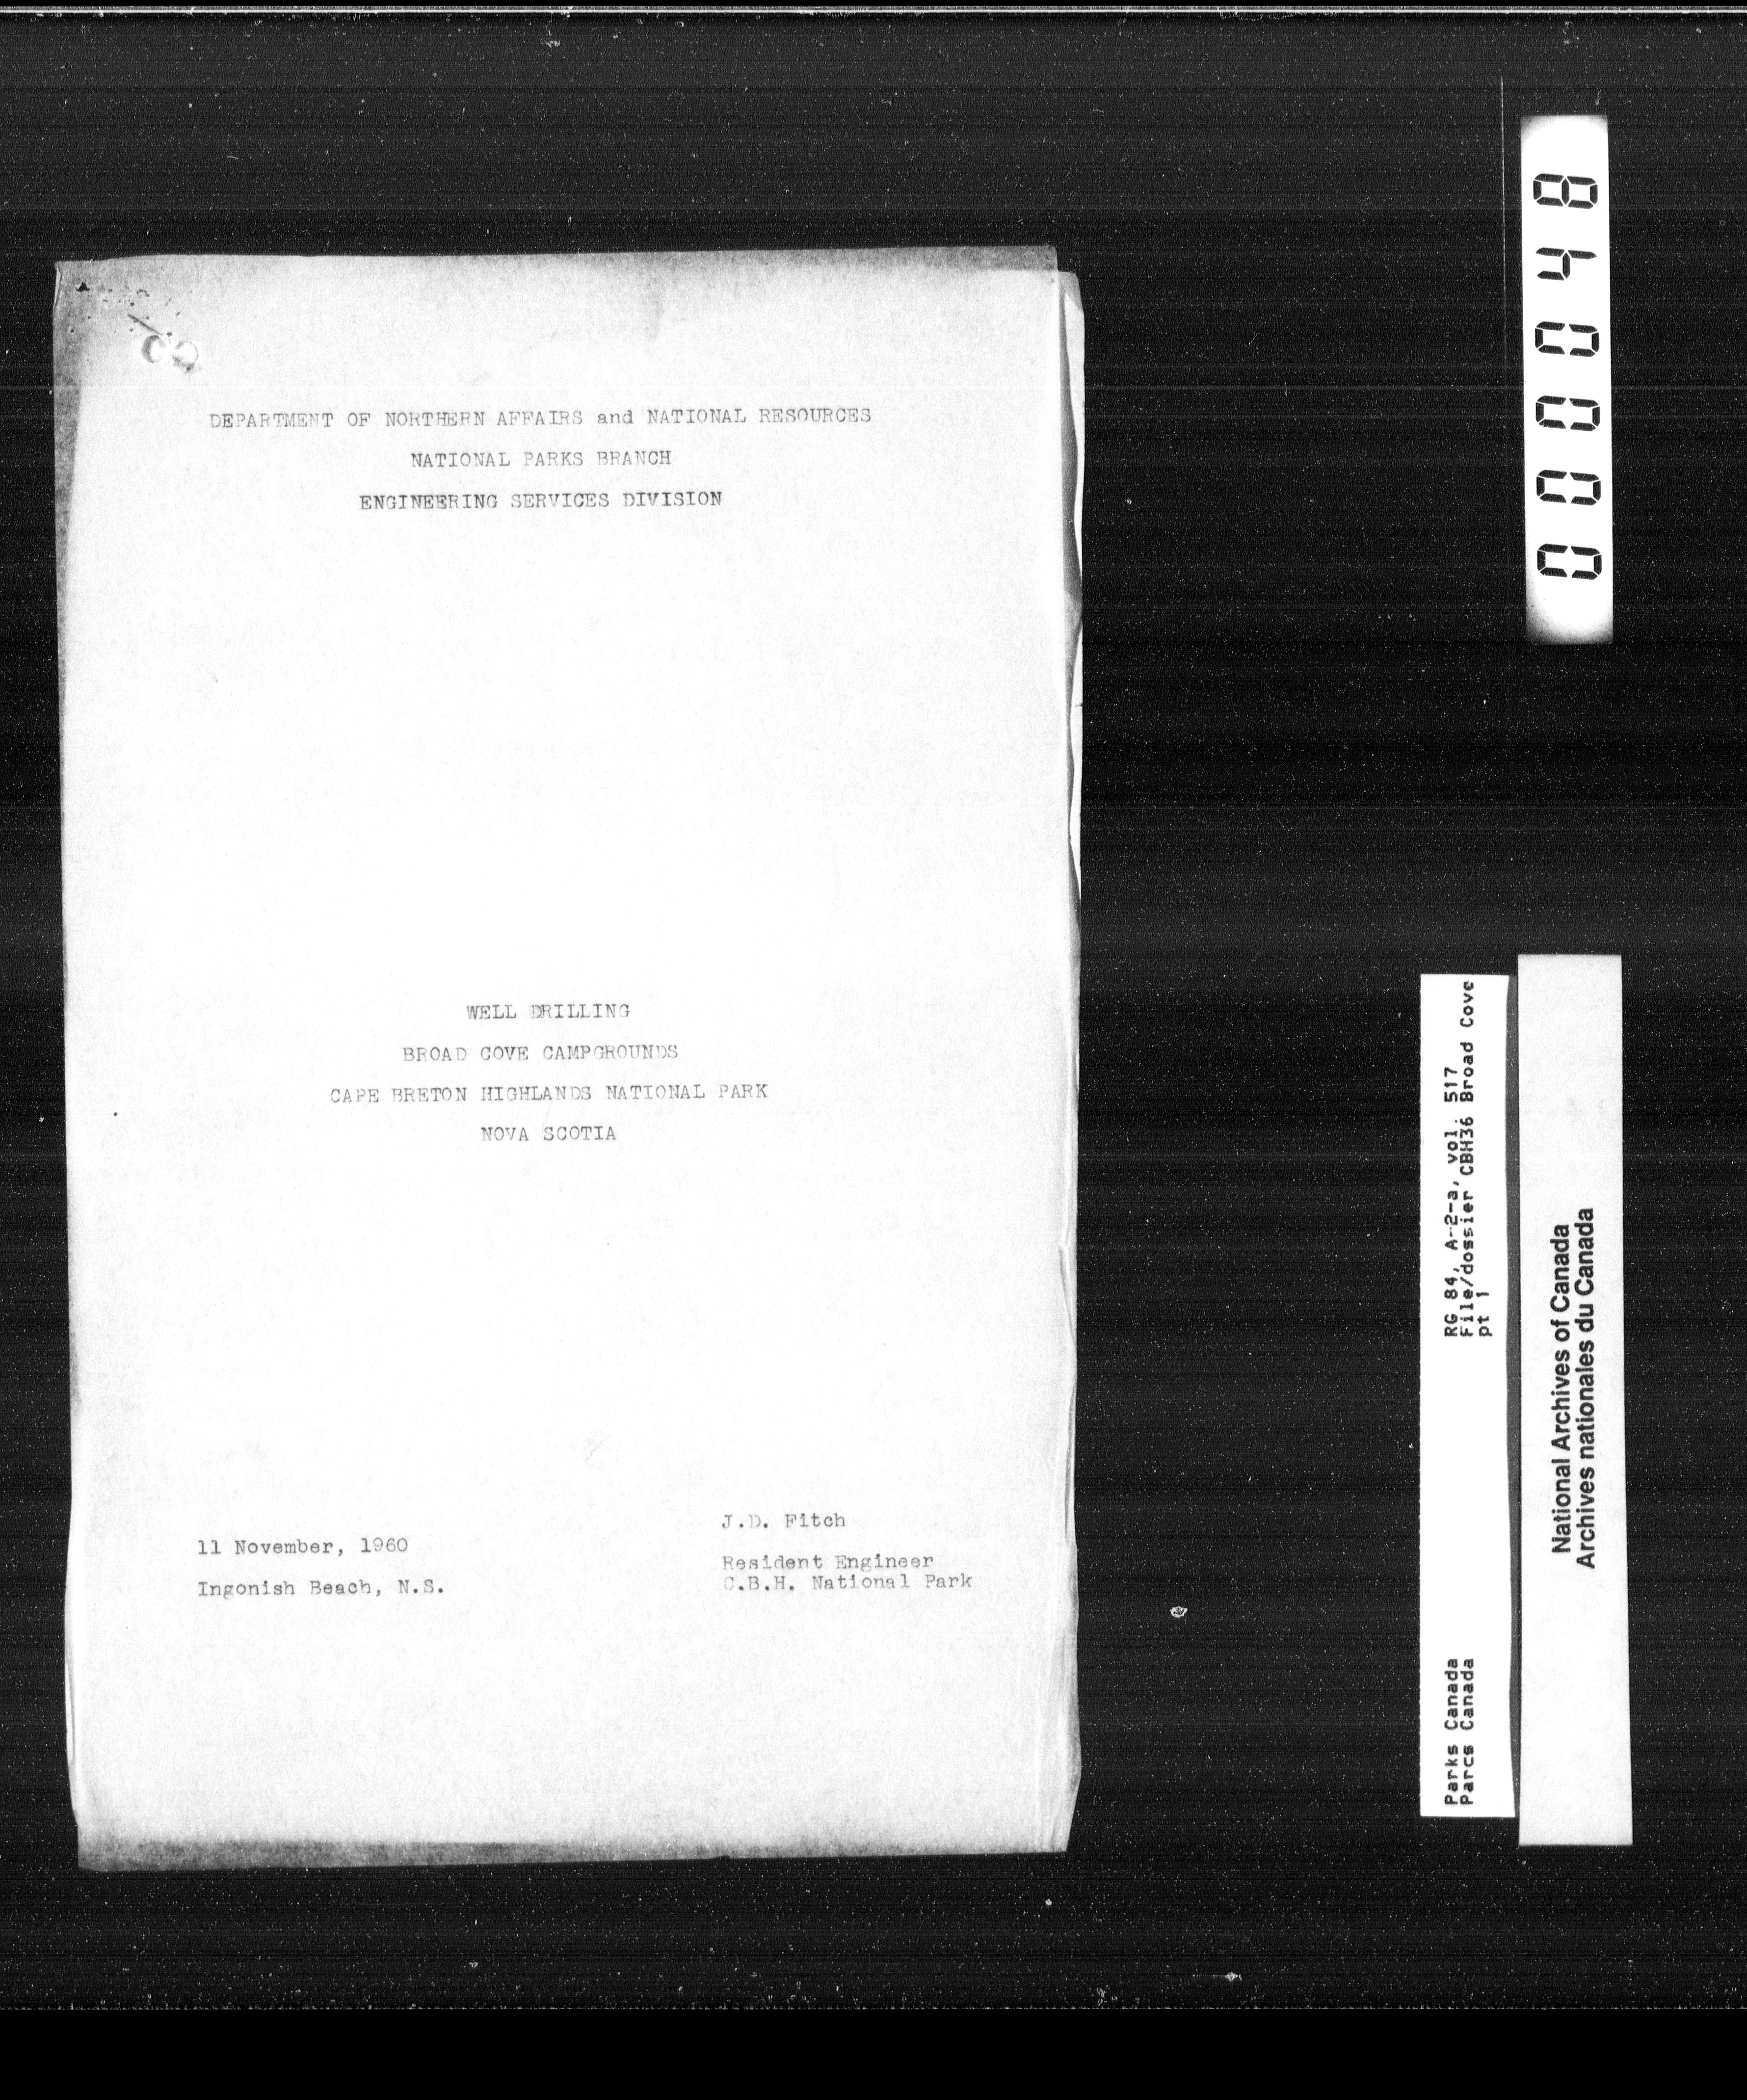 DEPARTMENT OF NORTHERN AFFAIRS and NATIONAL RESOURCES
NATIONAL PARKS BRANCH
ENGINEERING SERVICES DIVISION
WELL DRILLING
BROAD COVE CAMPGROUNDS
CAPE BRETON HIGHLANDS NATIONAL PARK
NOVA SCOTIA
11 November, 1960
Ingonish Beach, N.S.
J.D. Fitch
Resident Engineer
C.B.H. National Park
000048
RG 84, A-2-a, vol. 517
File/dossier CBH36 Broad Cove
pt 1
Parks Canada
Parcs Canada
National Archives of Canada
Archives nationales du Canada